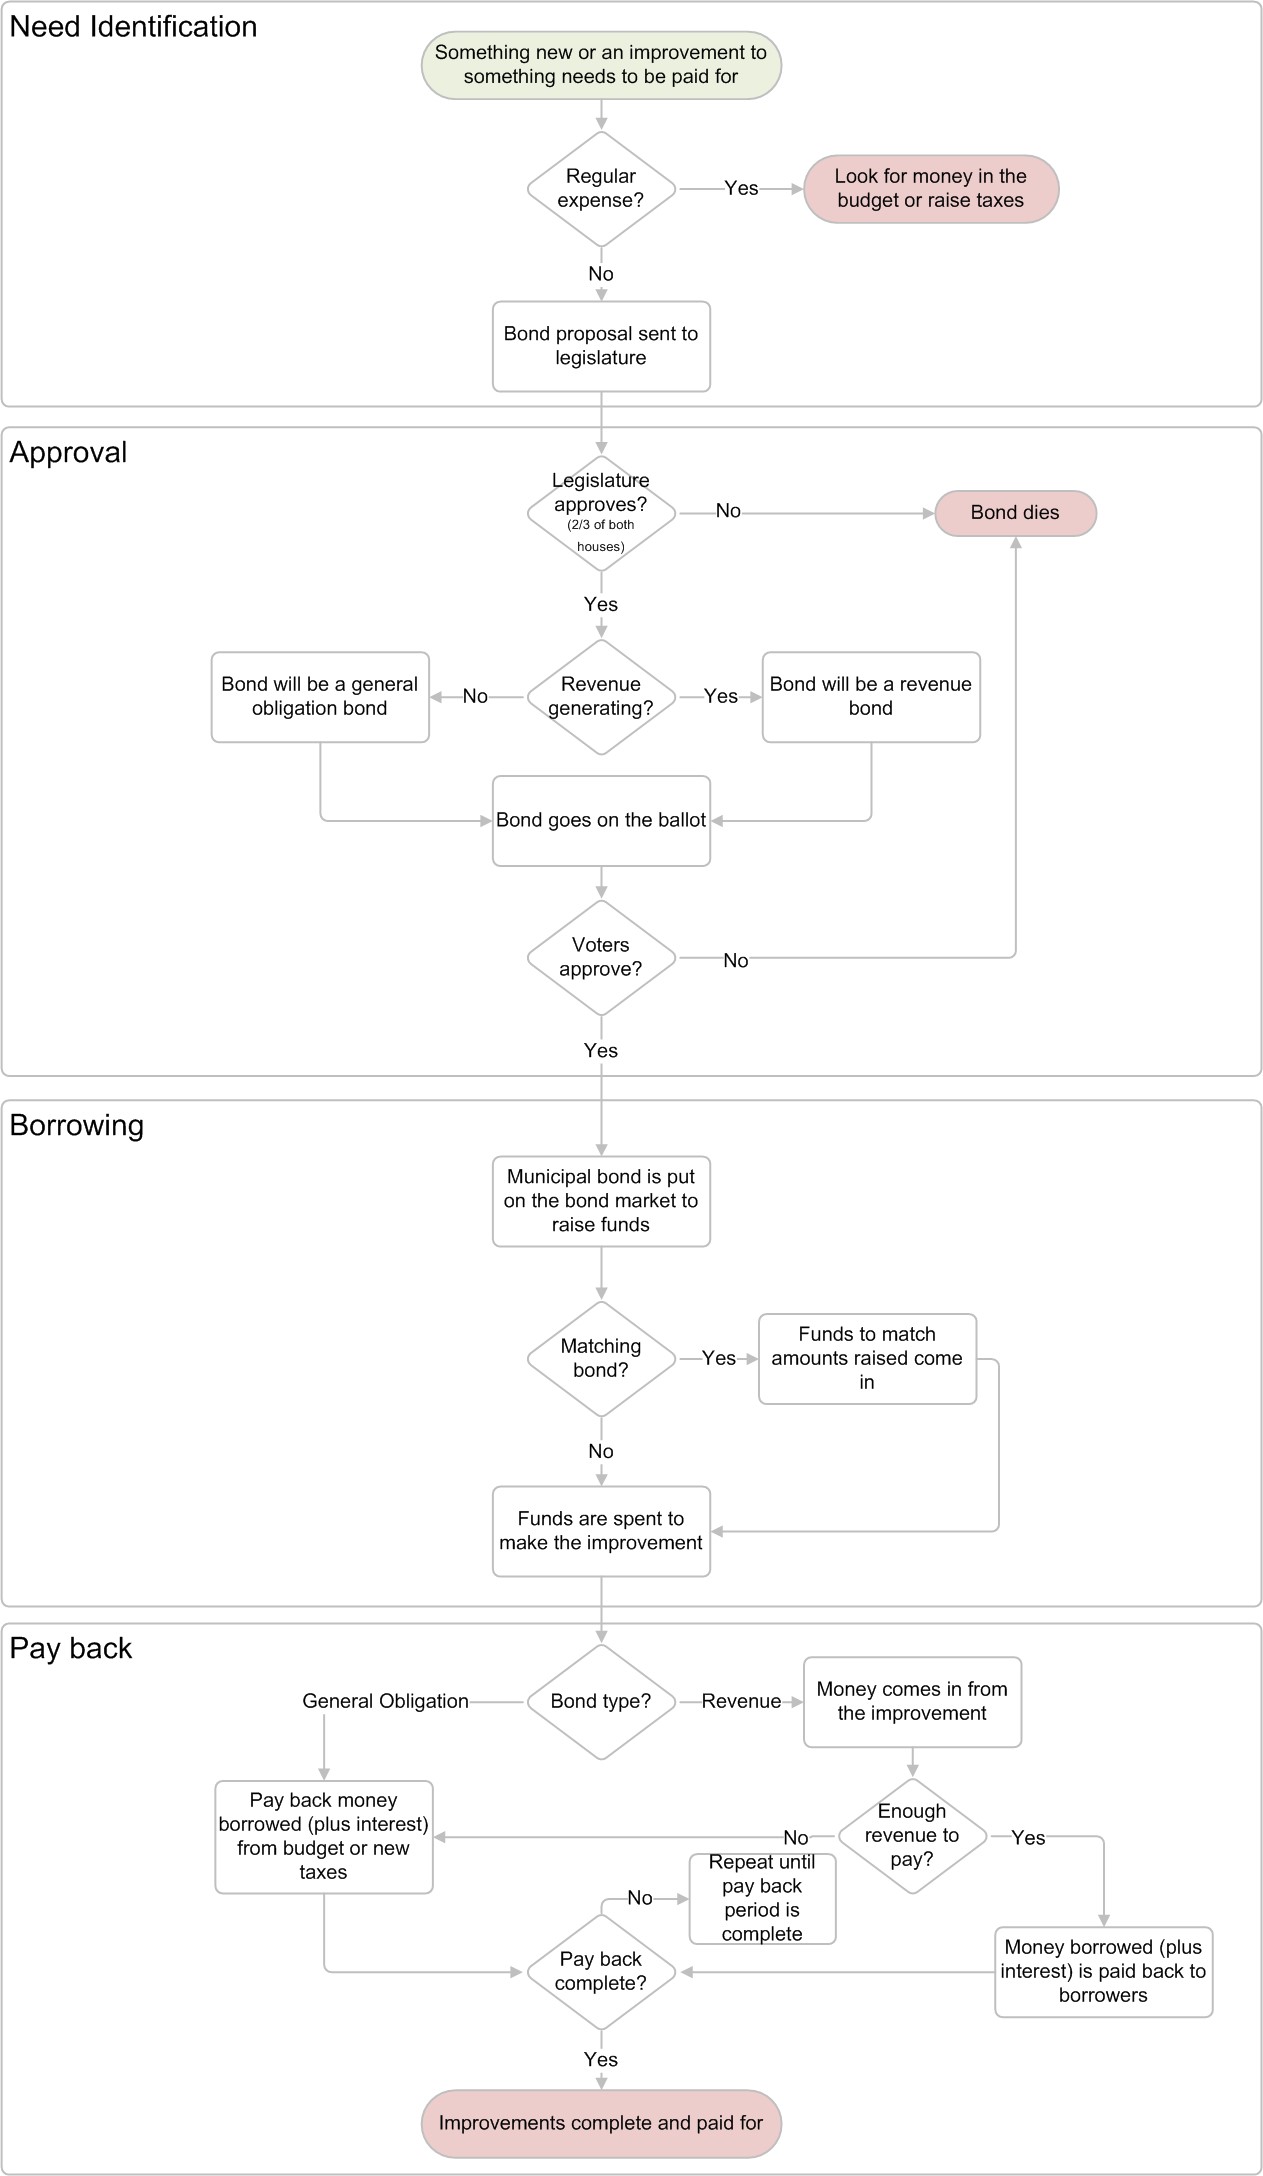 Need Identification
Something new or an improvement to
something needs to be paid for
Regular
expense?
Yes
Look for money in the
budget or raise taxes
No
Bond proposal sent to
legislature
Approval
Legislature
approves?
(2/3 of both
houses)
No
Bond dies
Yes
Bond will be a general
obligation bond
No
Revenue
generating?
Yes
Bond will be a revenue
bond
Bond goes on the ballot
Voters
approve?
No
Yes
Borrowing
Municipal bond is put
on the bond market to
raise funds
Matching
bond?
Yes
Funds to match
amounts raised come
in
No
Funds are spent to
make the improvement
Pay back
General Obligation
Bond type?
Revenue
Money comes in from
the improvement
Pay back money
borrowed (plus interest)
from budget or new
taxes
No
Enough
revenue to
pay?
Yes
Repeat until
pay back
period is
complete
No
Pay back
complete?
Money borrowed (plus
interest) is paid back to
borrowers
Yes
Improvements complete and paid for